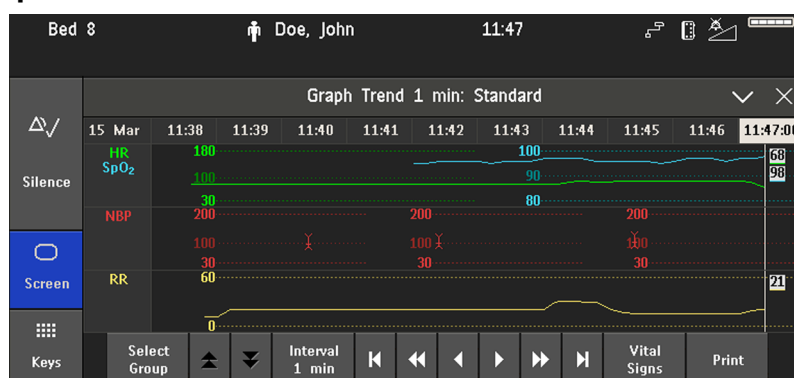 Bed 8 Doe, John 11:47
Graph Trend 1 min: Standard
15 Mar 11:38 11:39 11:40 11:41 11:42 11:43 11:44 11:45 11:46 11:47:00
HR 180 100 68
SpO2 100 90 98
Silence
30 80
NBP 200 200 200
100 100 100
30 30 30
Screen RR 60 21
0
Keys
Select Group Interval 1 min Vital Signs Print